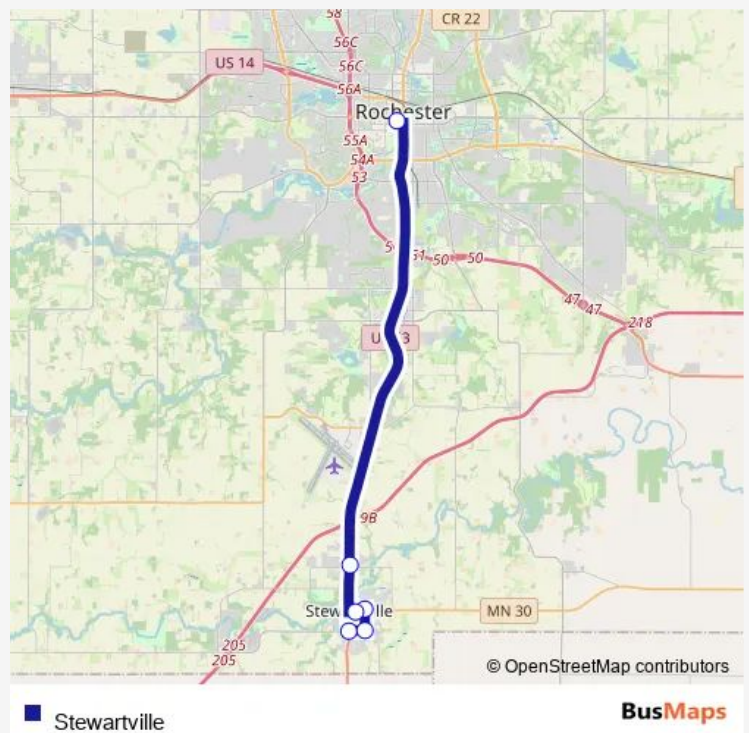 58
CR 22
56C
US 14
56C
56A
Rochester
55A
54A
53
51
50
50
47
47
218
9B
MN 30
205
205
© OpenStreetMap contributors
Stewartville
BusMaps